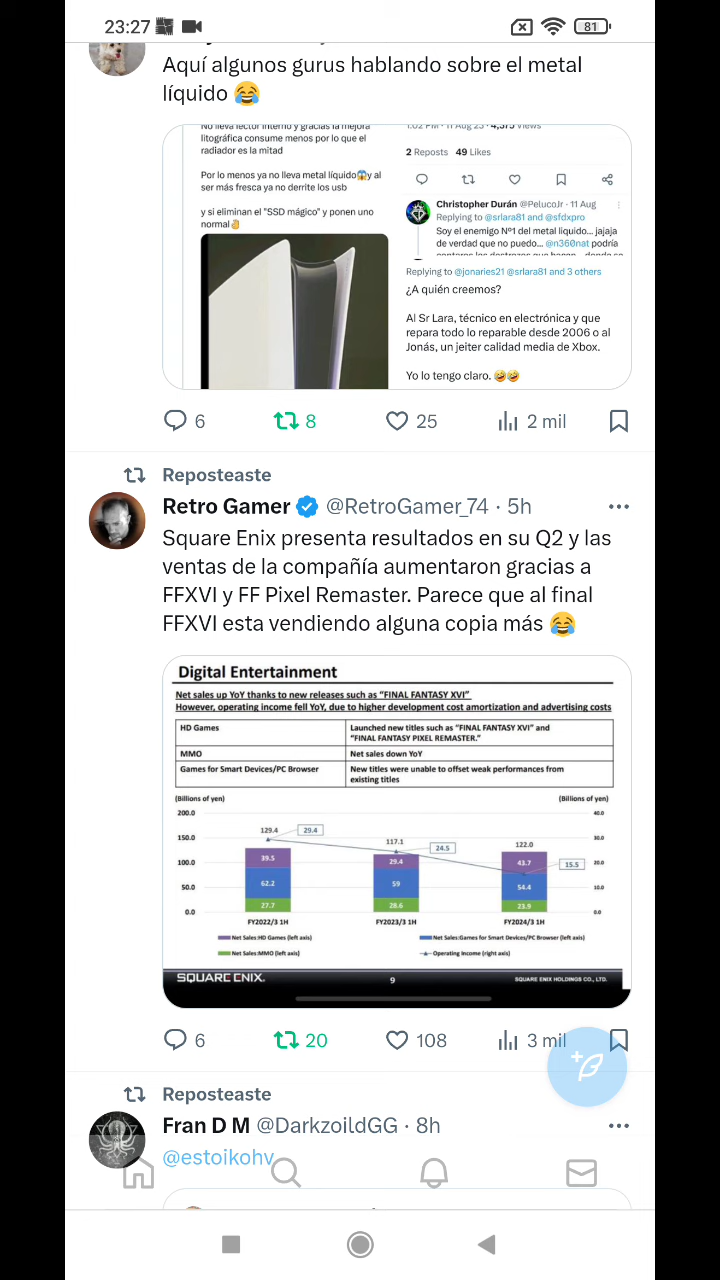 23:27
81
Aquí algunos gurus hablando sobre el metal
líquido 😂
No lleva lector interno y gracias la mejora
litográfica consume menos por lo que el
radiador es la mitad
Por lo menos ya no lleva metal líquido😱y al
ser más fresca ya no derrite los usb
y si eliminan el "SSD mágico" y ponen uno
normal👌
1:02 PM · 11 Aug 23 · 4,375 Views
2 Reposts 49 Likes
Christopher Durán @PelucoJr · 11 Aug
Replying to @srlara81 and @sfdxpro
Soy el enemigo Nº1 del metal liquido... jajaja
de verdad que no puedo... @n360nat podría
Replying to @jonaries21 @srlara81 and 3 others
¿A quién creemos?
Al Sr Lara, técnico en electrónica y que
repara todo lo reparable desde 2006 o al
Jonás, un jeiter calidad media de Xbox.
Yo lo tengo claro. 🤣🤣
6 8 25 2 mil
Reposteaste
Retro Gamer @RetroGamer_74 · 5h
Square Enix presenta resultados en su Q2 y las
ventas de la compañía aumentaron gracias a
FFXVI y FF Pixel Remaster. Parece que al final
FFXVI esta vendiendo alguna copia más 😂
Digital Entertainment
Net sales up YoY thanks to new releases such as "FINAL FANTASY XVI"
However, operating income fell YoY, due to higher development cost amortization and advertising costs
HD Games Launched new titles such as "FINAL FANTASY XVI" and
"FINAL FANTASY PIXEL REMASTER."
MMO Net sales down YoY
Games for Smart Devices/PC Browser New titles were unable to offset weak performances from
existing titles
(Billions of yen) (Billions of yen)
200.0 40.0
150.0 129.4 29.4 117.1 24.5 122.0 30.0
100.0 39.5 29.4 43.7 15.5 20.0
50.0 62.2 59 54.4 10.0
0.0 27.7 28.6 23.9 0.0
FY2022/3 1H FY2023/3 1H FY2024/3 1H
Net Sales:HD Games (left axis) Net Sales:Games for Smart Devices/PC Browser (left axis)
Net Sales:MMO (left axis) Operating income (right axis)
SQUARE ENIX. 9 SQUARE ENIX HOLDINGS CO., LTD.
6 20 108 3 mil
Reposteaste
Fran D M @DarkzoildGG · 8h
@estoikohv